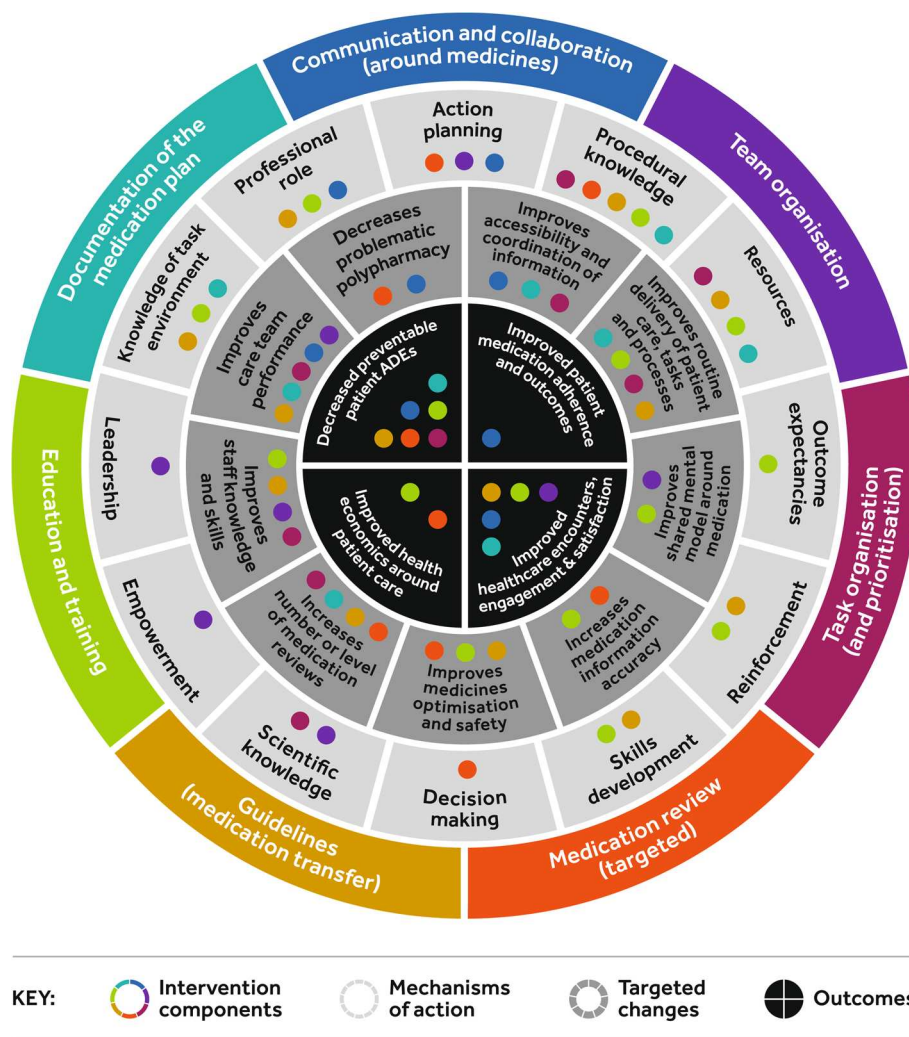 Communication and collaboration
(around medicines)
Team organisation
Task organisation
(and prioritisation)
Medication review
(targeted)
Guidelines
(medication transfer)
Education and training
Documentation of the
medication plan
Action
planning
Procedural
knowledge
Resources
Outcome
expectancies
Reinforcement
Skills
development
Decision
making
Scientific
knowledge
Empowerment
Leadership
Knowledge of task
environment
Professional
role
Decreases
problematic
polypharmacy
Improves
accessibility and
coordination of
information
Improves routine
delivery of patient
care, tasks
and processes
Improves
shared mental
model around
medication
Increases
medication
information
accuracy
Improves
medicines
optimisation
and safety
Increases
number or level
of medication
reviews
Improves
staff knowledge
and skills
Improves
care team
performance
Decreased preventable
patient ADEs
Improved patient
medication adherence
and outcomes
Improved
healthcare encounters,
engagement & satisfaction
Improved health
economics around
patient care
KEY:
Intervention
components
Mechanisms
of action
Targeted
changes
Outcomes